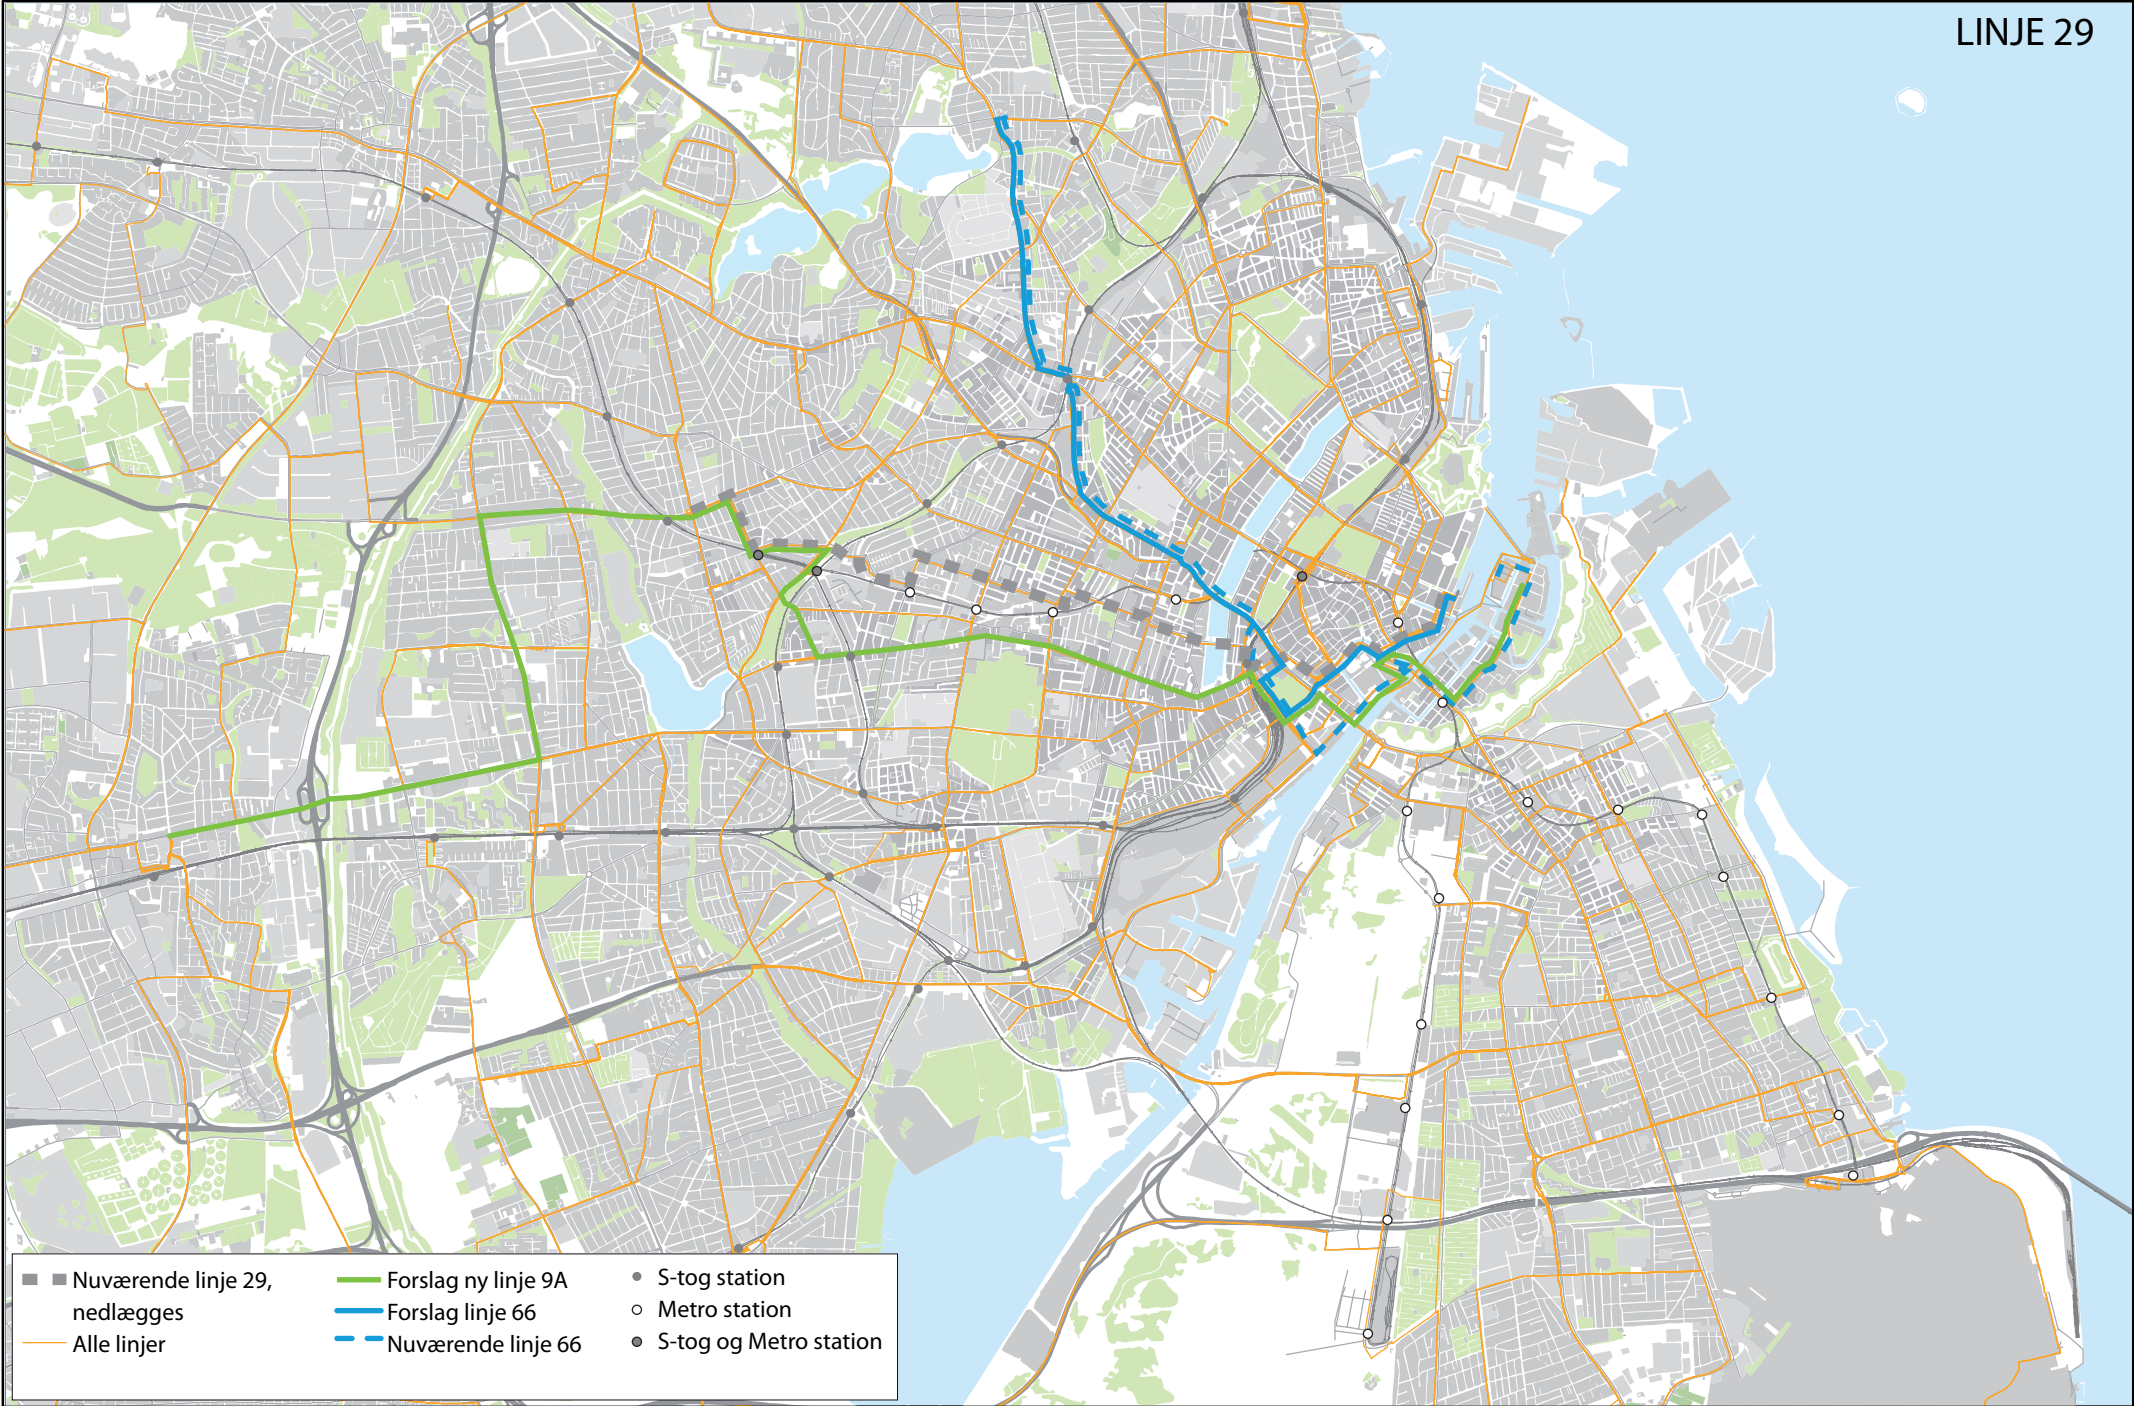 LINJE 29
Nuværende linje 29,
nedlægges
Alle linjer
Forslag ny linje 9A
Forslag linje 66
Nuværende linje 66
S-tog station
Metro station
S-tog og Metro station